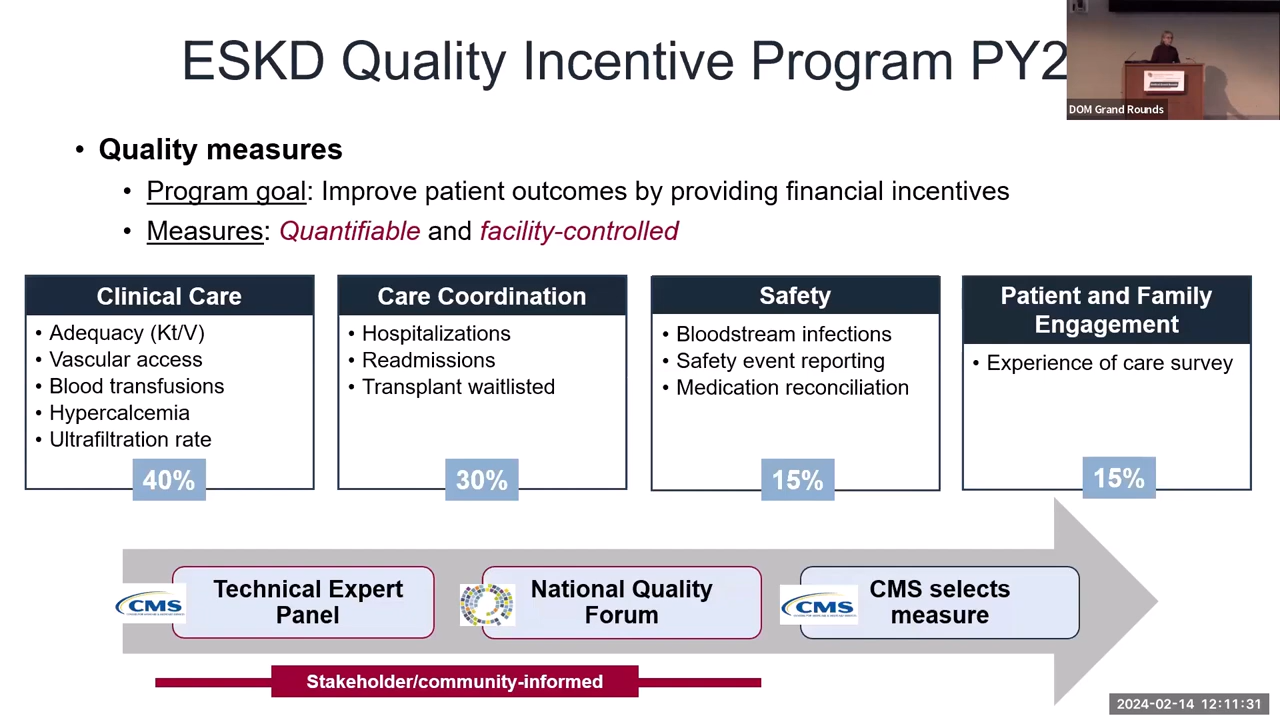 ESKD Quality Incentive Program PY2
DOM Grand Rounds
• Quality measures
• Program goal: Improve patient outcomes by providing financial incentives
• Measures: Quantifiable and facility-controlled
Clinical Care
• Adequacy (Kt/V)
• Vascular access
• Blood transfusions
• Hypercalcemia
• Ultrafiltration rate
40%
Care Coordination
• Hospitalizations
• Readmissions
• Transplant waitlisted
30%
Safety
• Bloodstream infections
• Safety event reporting
• Medication reconciliation
15%
Patient and Family
Engagement
• Experience of care survey
15%
CMS
Technical Expert
Panel
National Quality
Forum
CMS
CMS selects
measure
Stakeholder/community-informed
2024-02-14 12:11:31